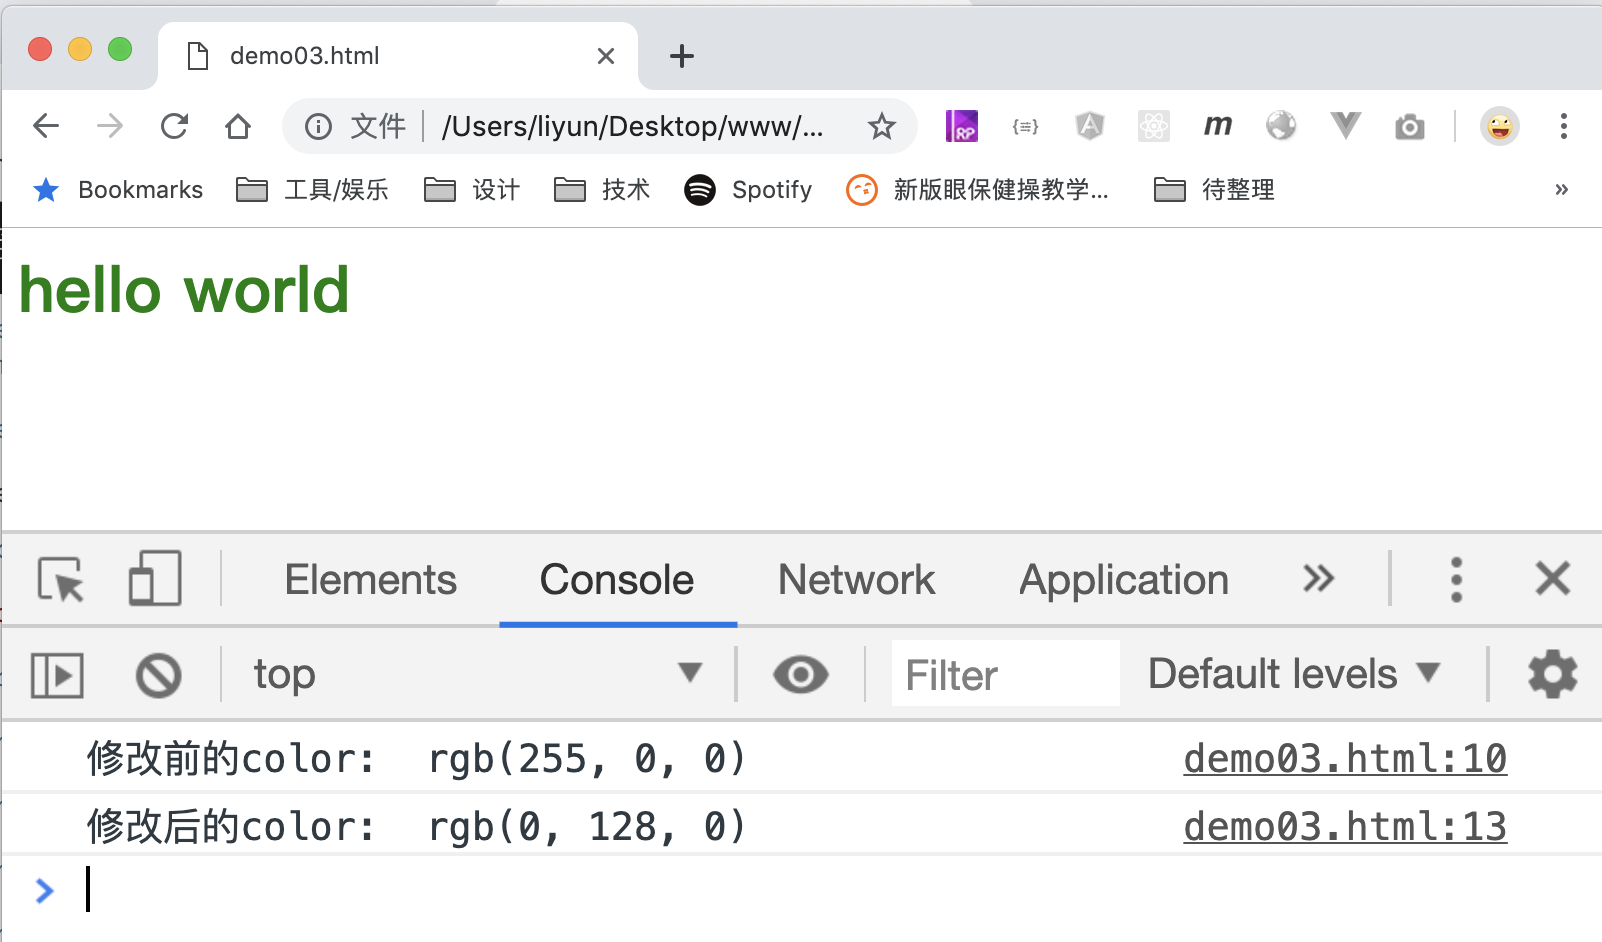 demo03.html
文件 /Users/liyun/Desktop/www/... RP m
Bookmarks 工具/娱乐 设计 技术 Spotify 新版眼保健操教学... 待整理 »
hello world
Elements Console Network Application
top Filter Default levels
修改前的color: rgb(255, 0, 0) demo03.html:10
修改后的color: rgb(0, 128, 0) demo03.html:13